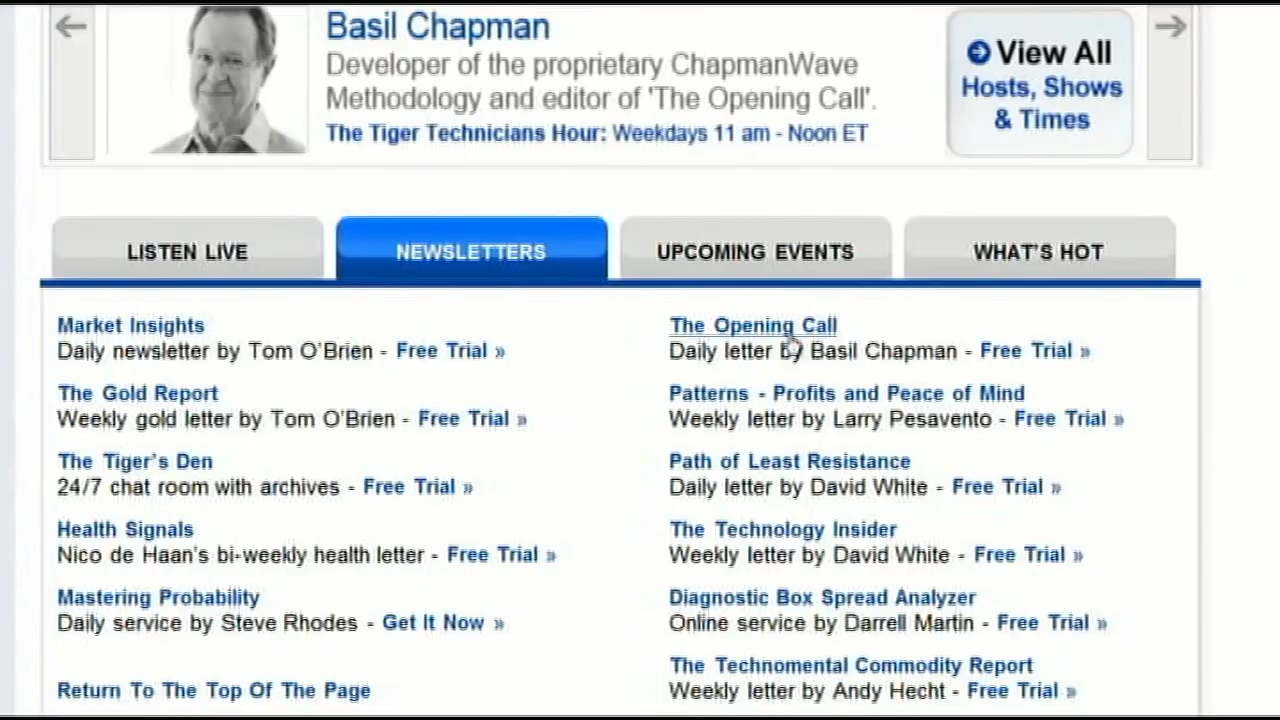 Basil Chapman
Developer of the proprietary ChapmanWave
Methodology and editor of 'The Opening Call'.
The Tiger Technicians Hour: Weekdays 11 am - Noon ET
View All
Hosts, Shows
& Times
LISTEN LIVE
NEWSLETTERS
UPCOMING EVENTS
WHAT'S HOT
Market Insights
Daily newsletter by Tom O'Brien - Free Trial »
The Gold Report
Weekly gold letter by Tom O'Brien - Free Trial »
The Tiger's Den
24/7 chat room with archives - Free Trial »
Health Signals
Nico de Haan's bi-weekly health letter - Free Trial »
Mastering Probability
Daily service by Steve Rhodes - Get It Now »
Return To The Top Of The Page
The Opening Call
Daily letter by Basil Chapman - Free Trial »
Patterns - Profits and Peace of Mind
Weekly letter by Larry Pesavento - Free Trial »
Path of Least Resistance
Daily letter by David White - Free Trial »
The Technology Insider
Weekly letter by David White - Free Trial »
Diagnostic Box Spread Analyzer
Online service by Darrell Martin - Free Trial »
The Technomental Commodity Report
Weekly letter by Andy Hecht - Free Trial »